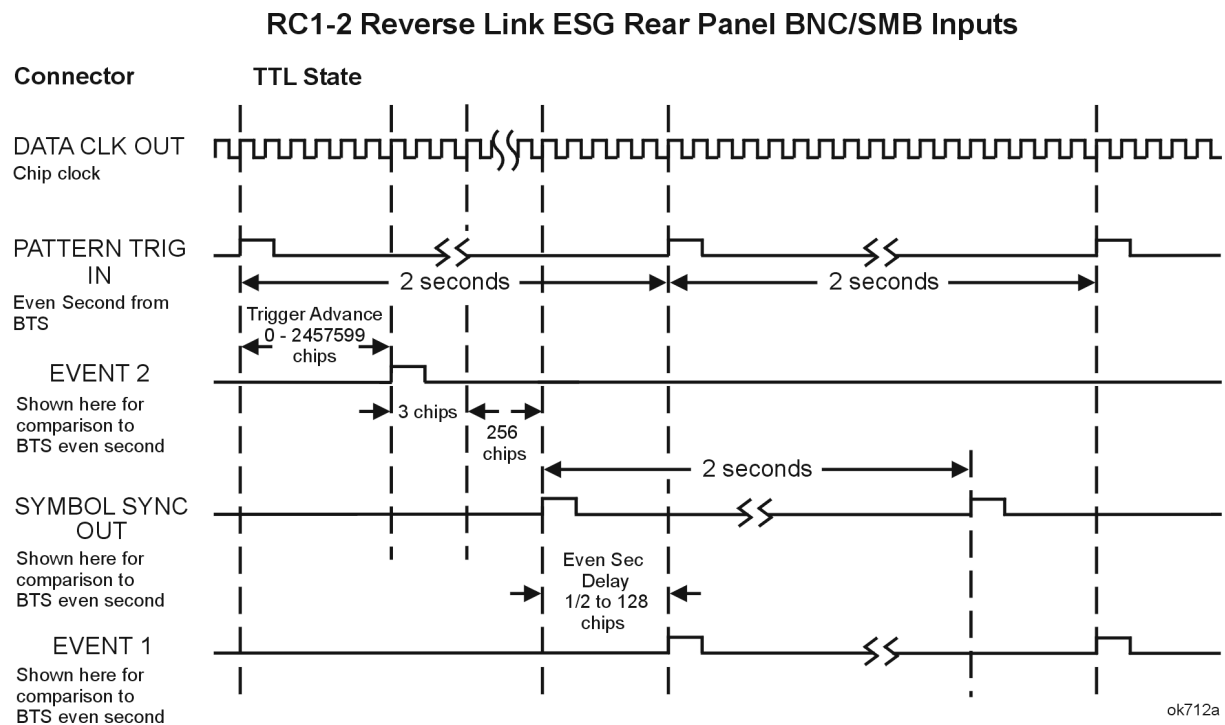 RC1-2 Reverse Link ESG Rear Panel BNC/SMB Inputs
Connector
TTL State
DATA CLK OUT
Chip clock
PATTERN TRIG
IN
Even Second from
BTS
2 seconds
2 seconds
Trigger Advance
0 - 2457599
chips
EVENT 2
Shown here for
comparison to
BTS even second
3 chips
256
chips
2 seconds
SYMBOL SYNC
OUT
Shown here for
comparison to
BTS even second
Even Sec
Delay
1/2 to 128
chips
EVENT 1
Shown here for
comparison to
BTS even second
ok712a